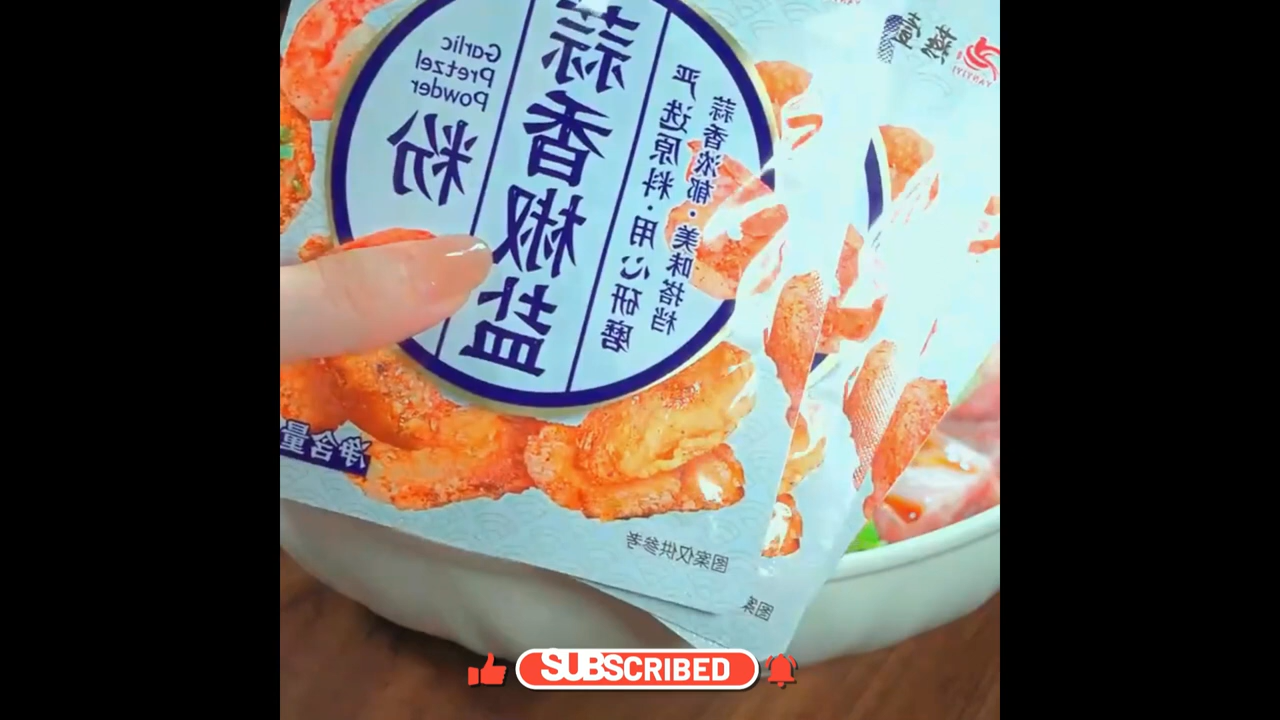 蒜香椒盐
粉
Garlic
Pretzel
Powder
蒜香浓郁·美味搭档
严选原料·用心研磨
净含量
图案仅供参考
图案
YANYIYI
SUBSCRIBED